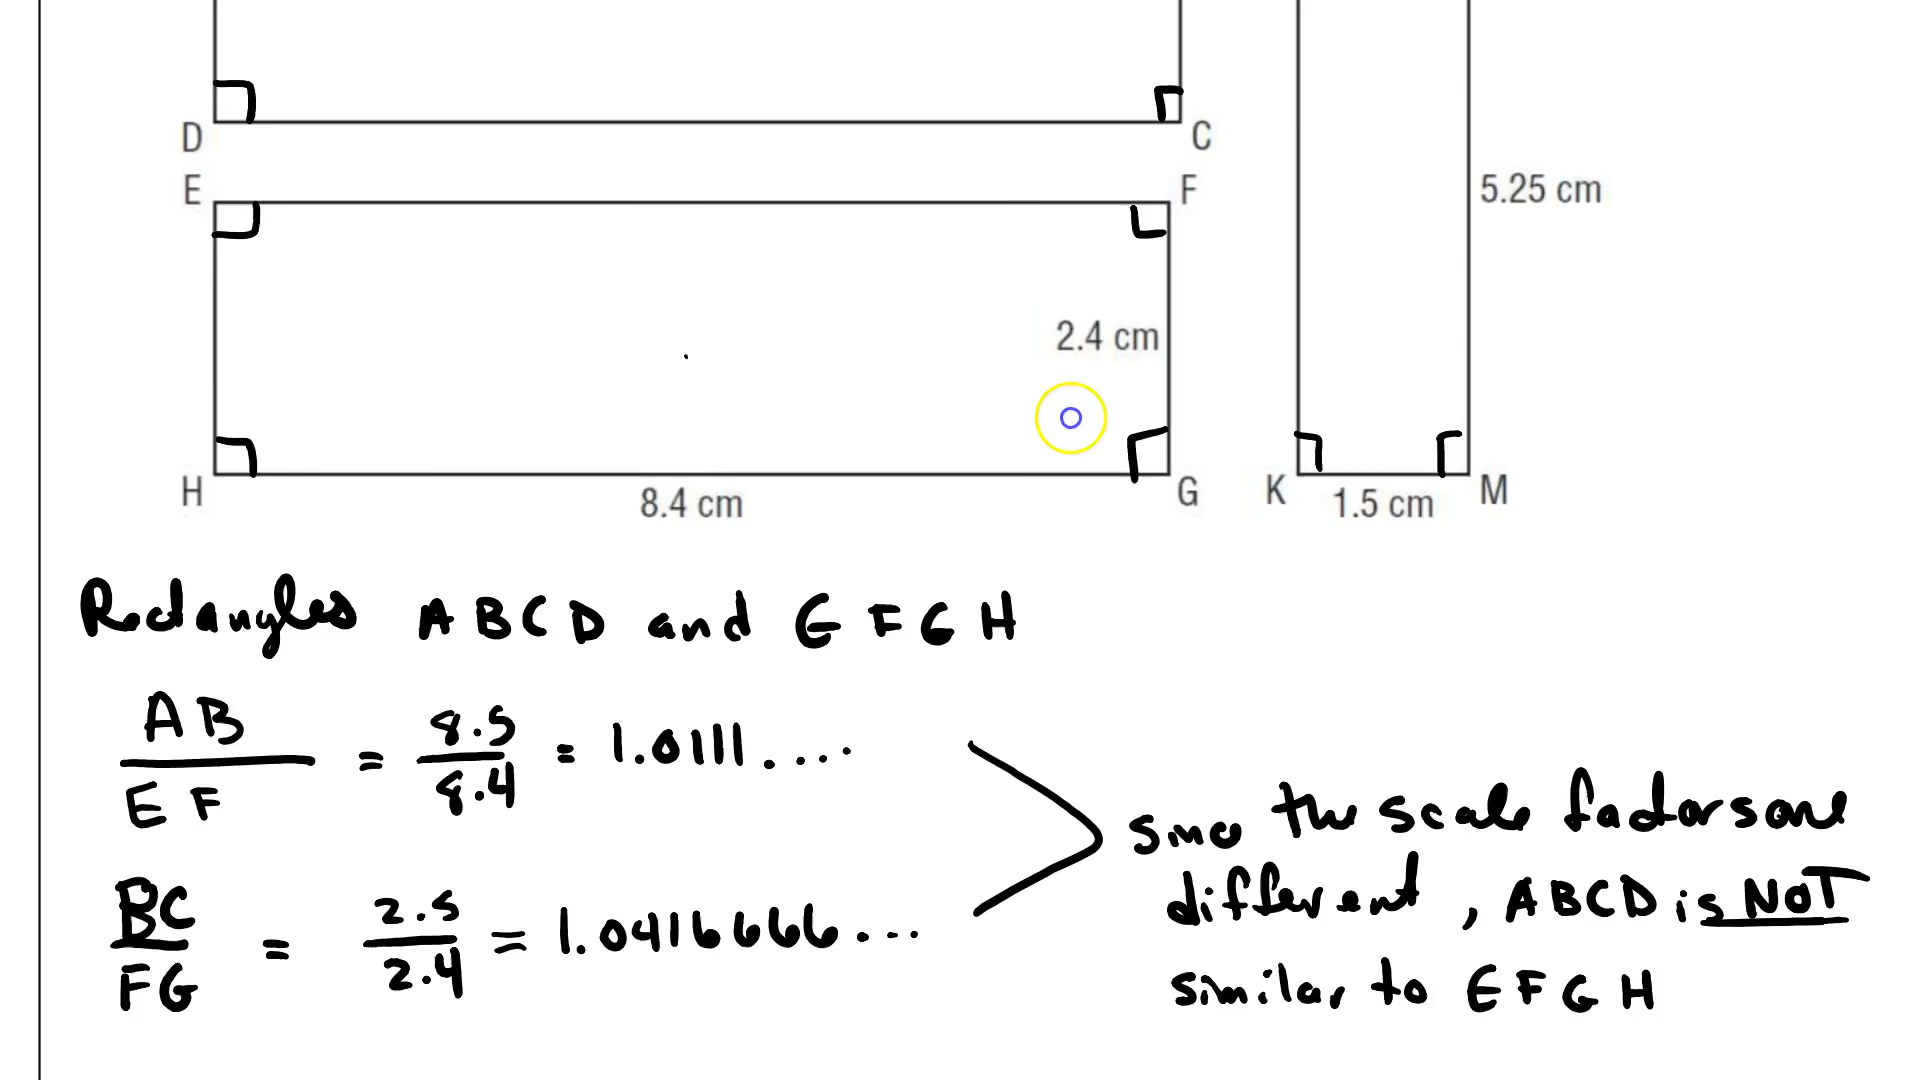 D
C
E
F
5.25 cm
2.4 cm
H
8.4 cm
G
K
1.5 cm
M
Rectangles ABCD and EFGH
AB
EF
= 8.5
8.4
= 1.0111....
BC
FG
= 2.5
2.4
= 1.0416666...
Since the scale factors are
different, ABCD is NOT
similar to EFGH